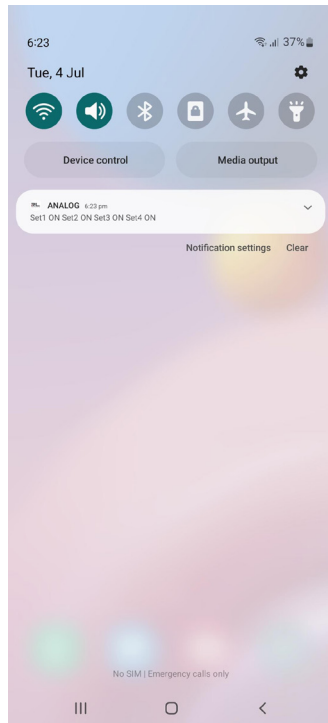 6:23 37%
Tue, 4 Jul
Device control Media output
ANALOG 6:23 pm
Set1 ON Set2 ON Set3 ON Set4 ON
Notification settings Clear
No SIM | Emergency calls only